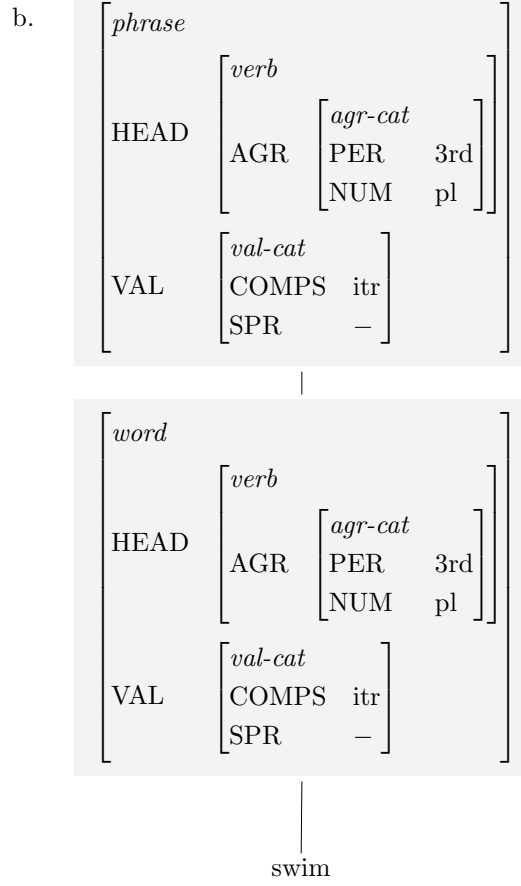 b.
phrase
verb
agr-cat
HEAD
AGR PER 3rd
NUM pl
val-cat
VAL COMPS itr
SPR −
word
verb
agr-cat
HEAD
AGR PER 3rd
NUM pl
val-cat
VAL COMPS itr
SPR −
swim